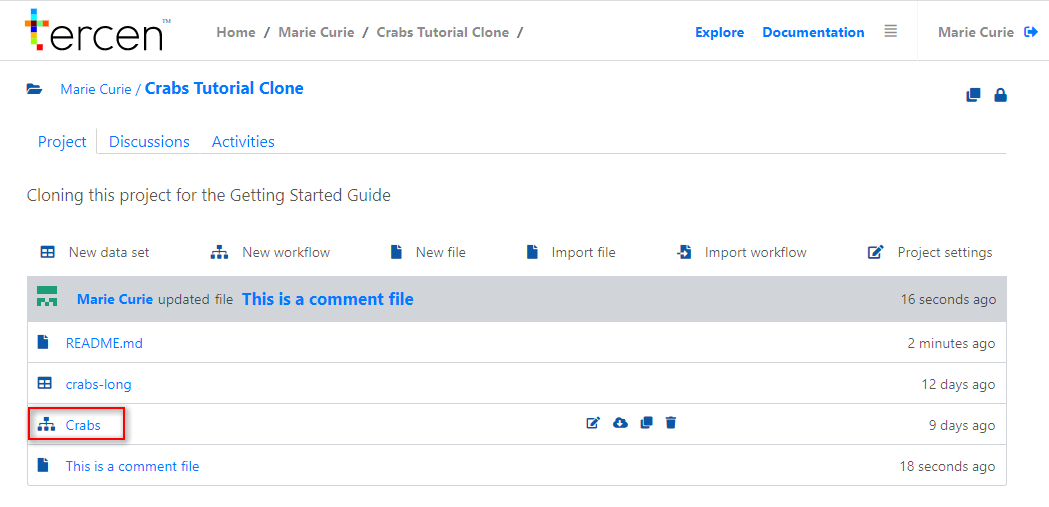 tercen™
Home / Marie Curie / Crabs Tutorial Clone / Explore Documentation Marie Curie
Marie Curie / Crabs Tutorial Clone
Project Discussions Activities
Cloning this project for the Getting Started Guide
New data set New workflow New file Import file Import workflow Project settings
Marie Curie updated file This is a comment file 16 seconds ago
README.md 2 minutes ago
crabs-long 12 days ago
Crabs 9 days ago
This is a comment file 18 seconds ago